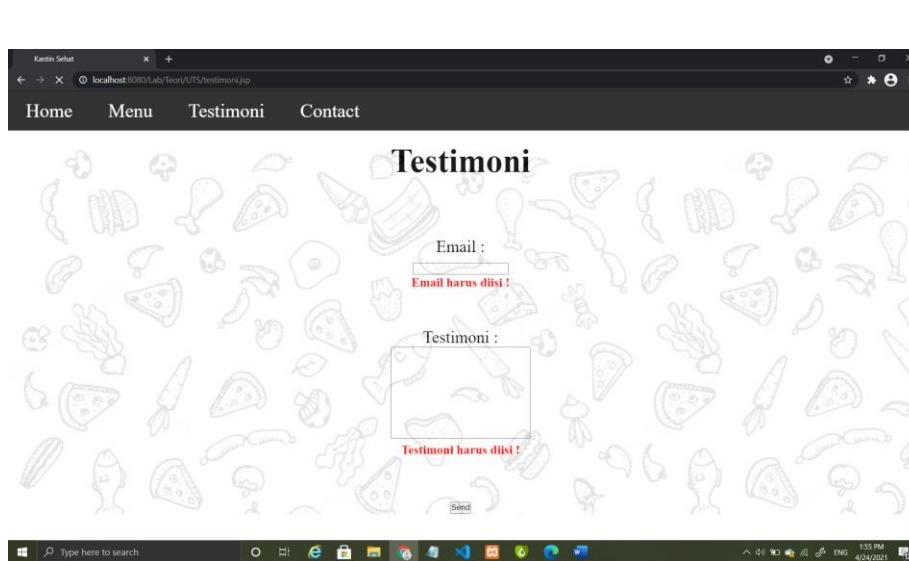 Kantin Sehat
localhost:8080/Lab/Teori/UTS/testimoni.jsp
Home Menu Testimoni Contact
Testimoni
Email :
Email harus diisi !
Testimoni :
Testimoni harus diisi !
Send
Type here to search
ENG
1:55 PM
4/24/2021